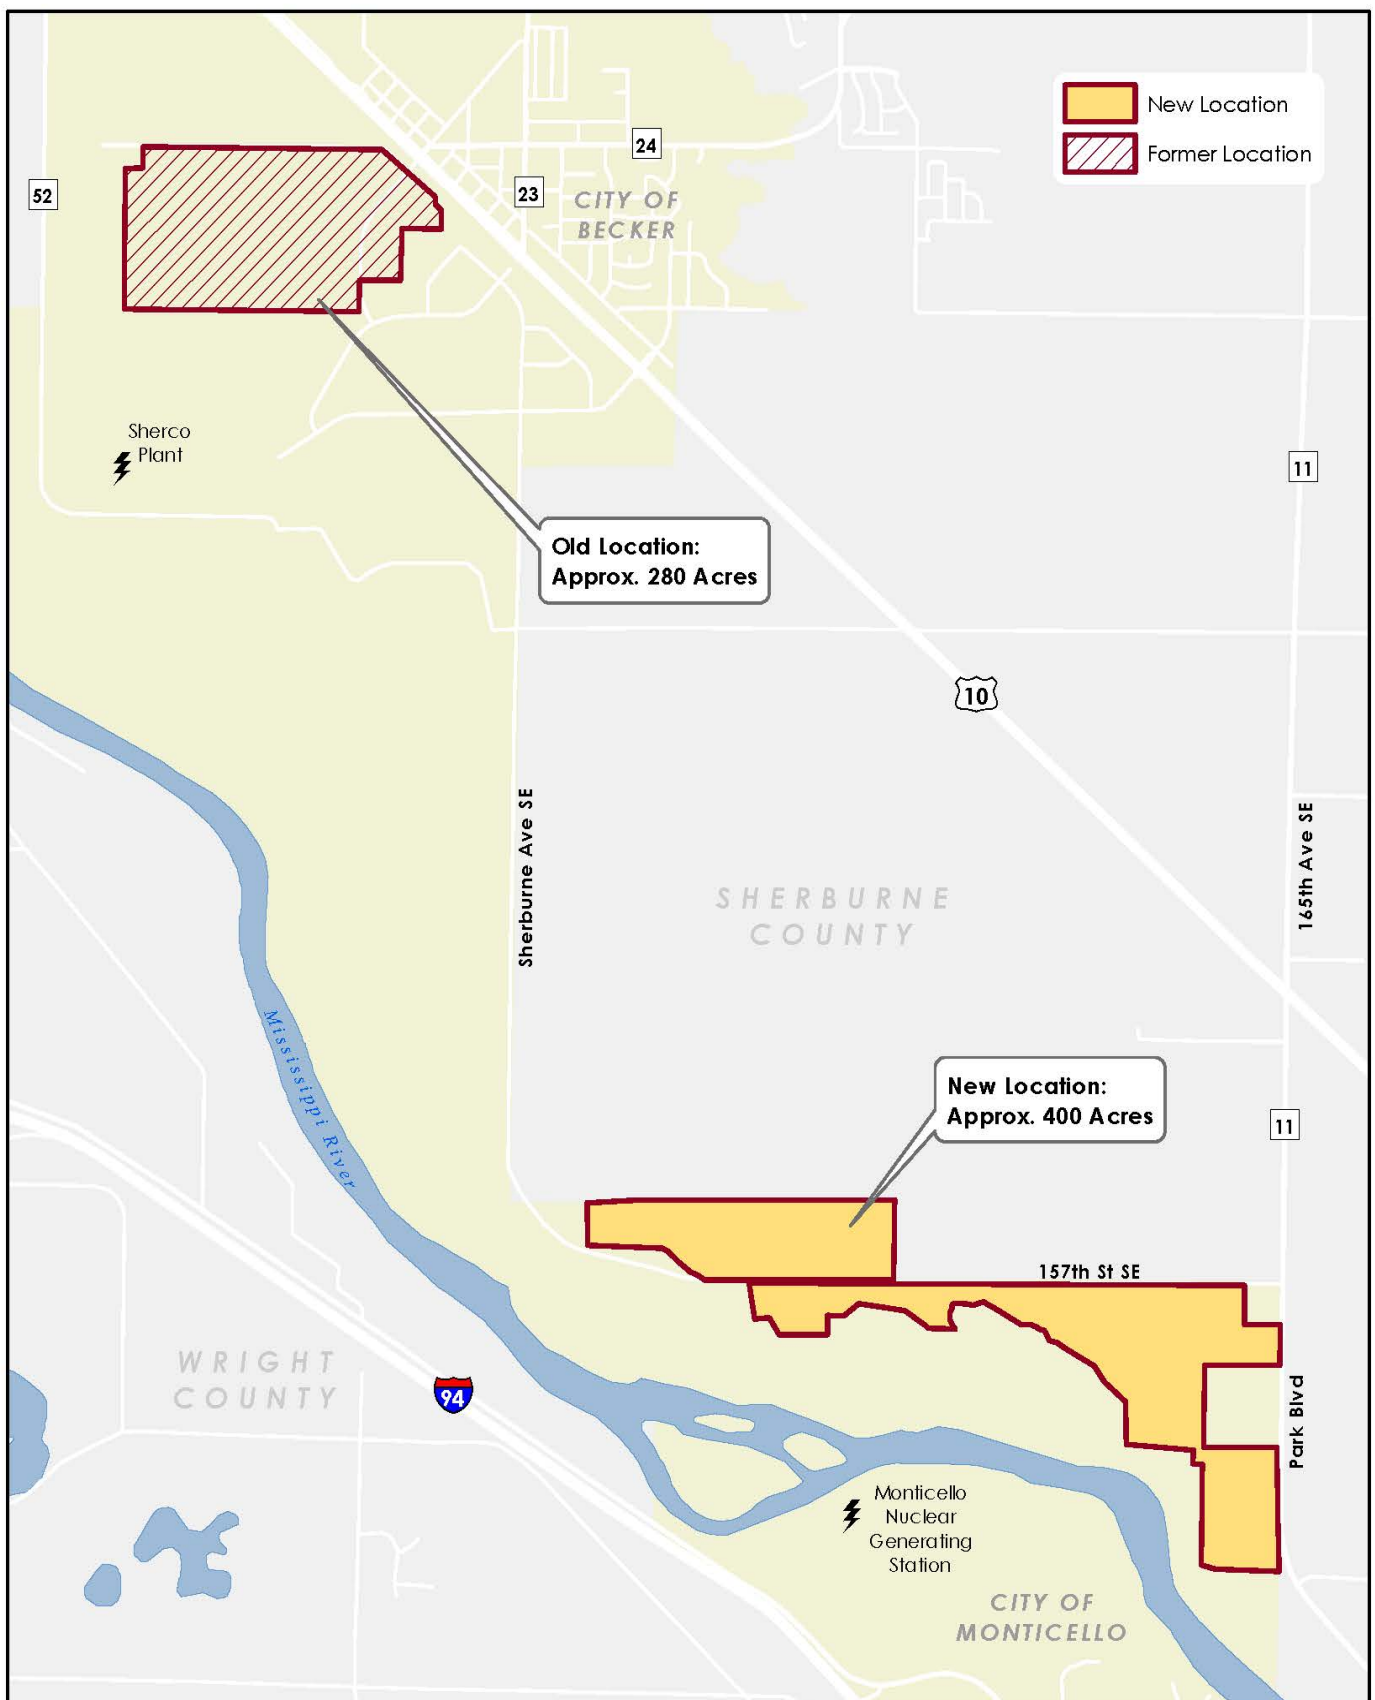 New Location
Former Location
24
52
23
CITY OF
BECKER
Sherco
Plant
11
Old Location:
Approx. 280 Acres
10
Sherburne Ave SE
165th Ave SE
SHERBURNE
COUNTY
Mississippi River
New Location:
Approx. 400 Acres
11
157th St SE
WRIGHT
COUNTY
94
Park Blvd
Monticello
Nuclear
Generating
Station
CITY OF
MONTICELLO